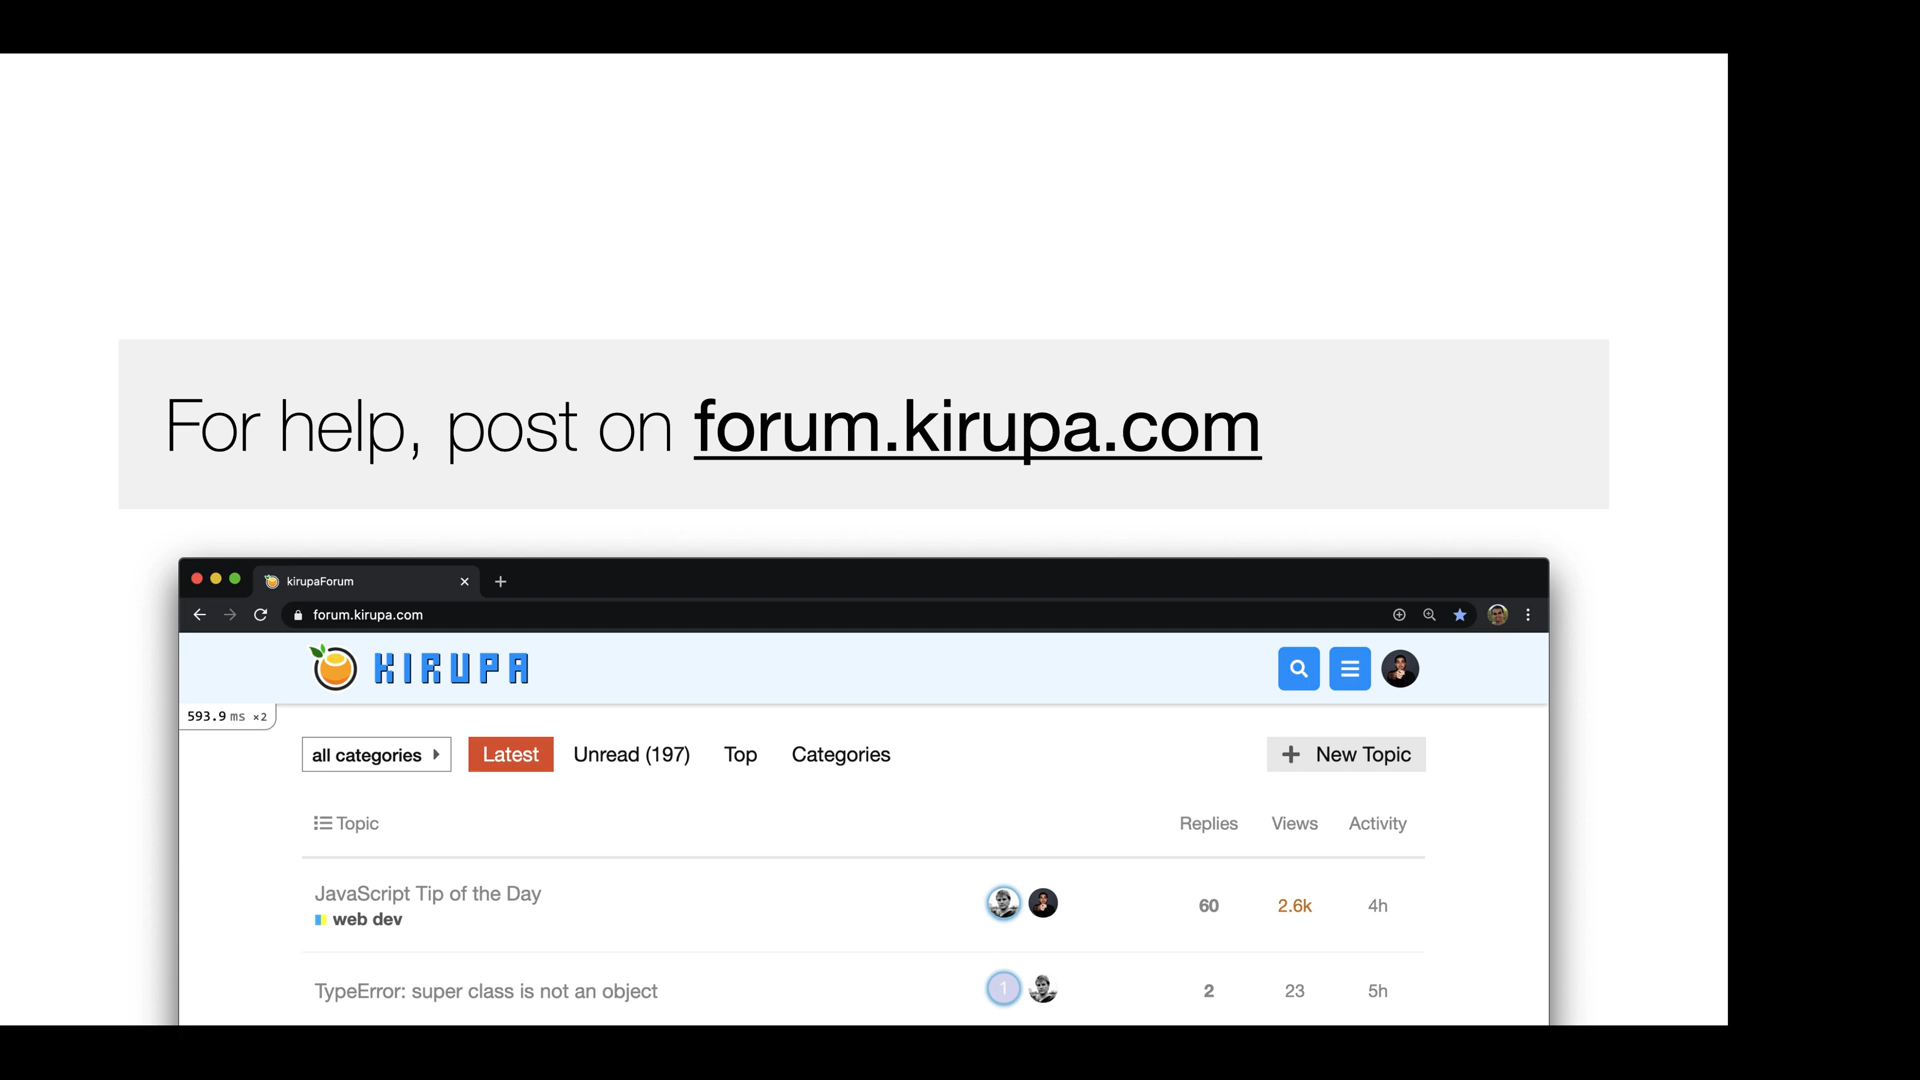 For help, post on forum.kirupa.com
kirupaForum
forum.kirupa.com
KIRUPA
593.9 ms ×2
all categories Latest Unread (197) Top Categories New Topic
Topic Replies Views Activity
JavaScript Tip of the Day 60 2.6k 4h
web dev
TypeError: super class is not an object 1 2 23 5h